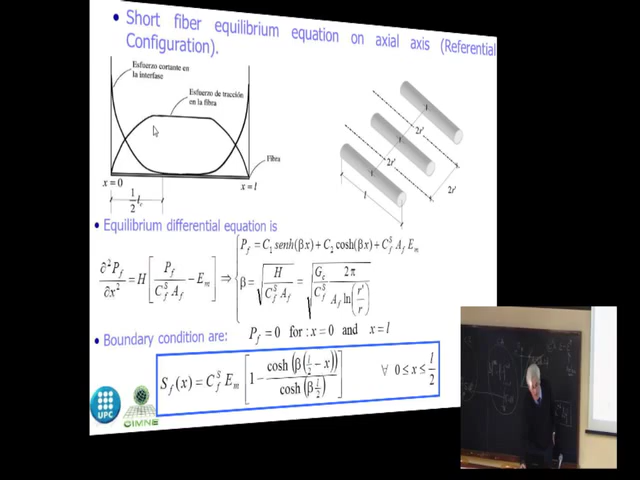 • Short fiber equilibrium equation on axial axis (Referential Configuration).
Esfuerzo cortante en
la interfase
Esfuerzo de tracción
en la fibra
Fibra
x = 0
x = l
1/2 l_c
l
2r'
2r'
l
2r'
• Equilibrium differential equation is
∂²P_f/∂x² = H[P_f/(C_f^S A_f) − E_m] ⇒ { P_f = C_1 senh(βx) + C_2 cosh(βx) + C_f^S A_f E_m
β = √(H/(C_f^S A_f)) = √(G_c/C_f^S 2π/(A_f ln(r'/r)))
• Boundary condition are: P_f = 0 for : x = 0 and x = l
S_f(x) = C_f^S E_m [1 − cosh(β(l/2 − x))/cosh(β l/2)] ∀ 0 ≤ x ≤ l/2
UPC
CIMNE